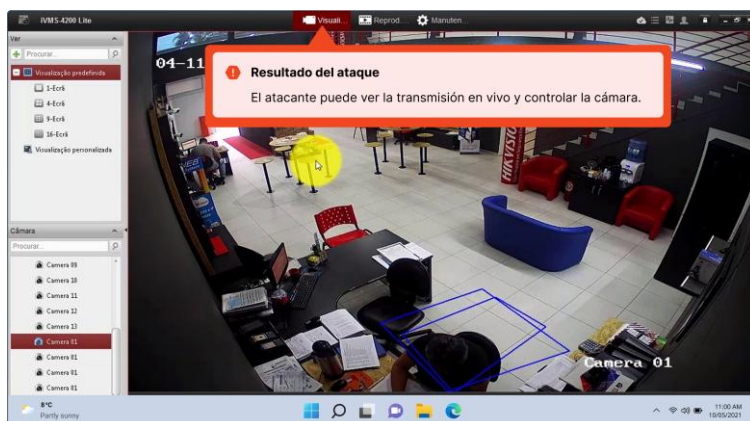 iVMS-4200 Lite
Visuali...
Reprod...
Manuten...
Ver
Procurar...
Visualização predefinida
1-Ecrã
4-Ecrã
9-Ecrã
16-Ecrã
Visualização personalizada
04-11
Resultado del ataque
El atacante puede ver la transmisión en vivo y controlar la cámara.
HIKVISION
Câmara
Procurar...
Camera 09
Camera 10
Camera 11
Camera 12
Camera 13
Camera 01
Camera 01
Camera 01
Camera 01
Camera 01
8°C
Partly sunny
11:00 AM
10/05/2021